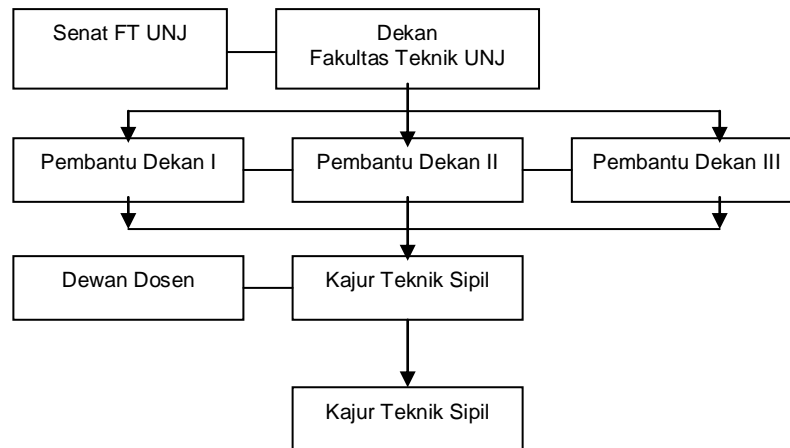 Senat FT UNJ
Dekan
Fakultas Teknik UNJ
Pembantu Dekan I
Pembantu Dekan II
Pembantu Dekan III
Dewan Dosen
Kajur Teknik Sipil
Kajur Teknik Sipil